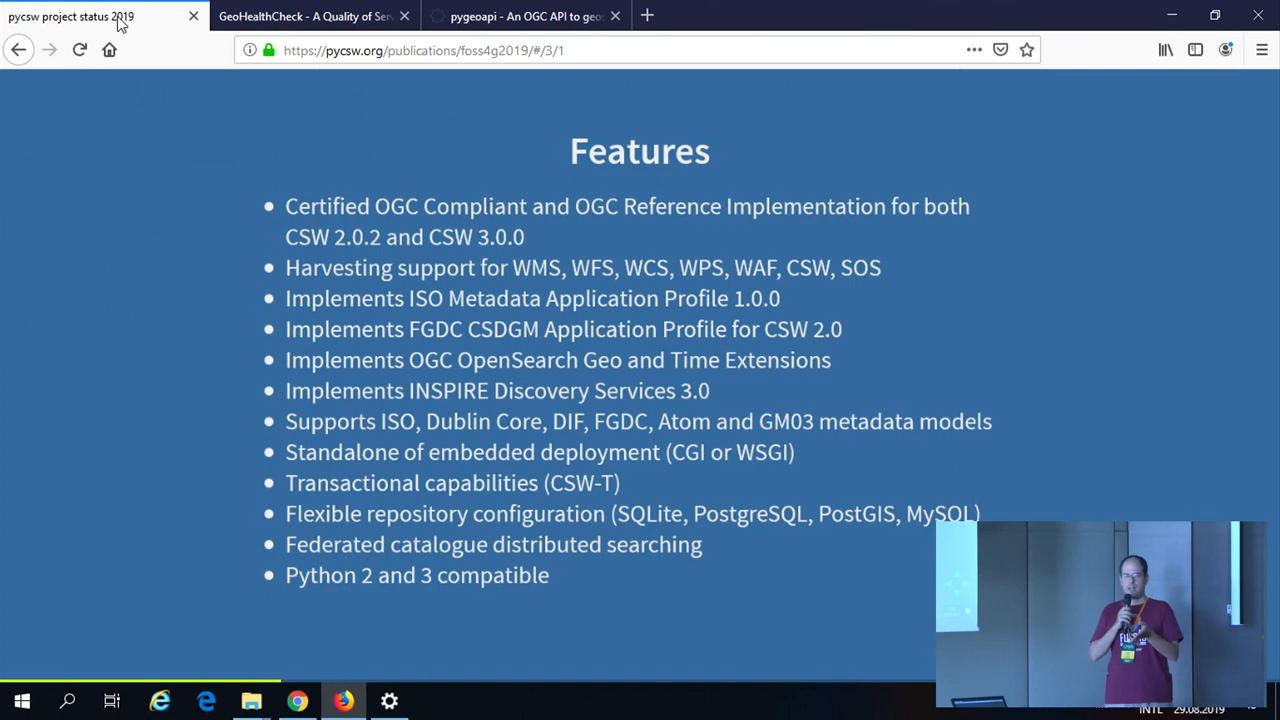 pycsw project status 2019
GeoHealthCheck - A Quality of Ser
pygeoapi - An OGC API to geos
https://pycsw.org/publications/foss4g2019/#/3/1
Features
Certified OGC Compliant and OGC Reference Implementation for both
CSW 2.0.2 and CSW 3.0.0
Harvesting support for WMS, WFS, WCS, WPS, WAF, CSW, SOS
Implements ISO Metadata Application Profile 1.0.0
Implements FGDC CSDGM Application Profile for CSW 2.0
Implements OGC OpenSearch Geo and Time Extensions
Implements INSPIRE Discovery Services 3.0
Supports ISO, Dublin Core, DIF, FGDC, Atom and GM03 metadata models
Standalone of embedded deployment (CGI or WSGI)
Transactional capabilities (CSW-T)
Flexible repository configuration (SQLite, PostgreSQL, PostGIS, MySQL)
Federated catalogue distributed searching
Python 2 and 3 compatible
INTL 29.08.2019